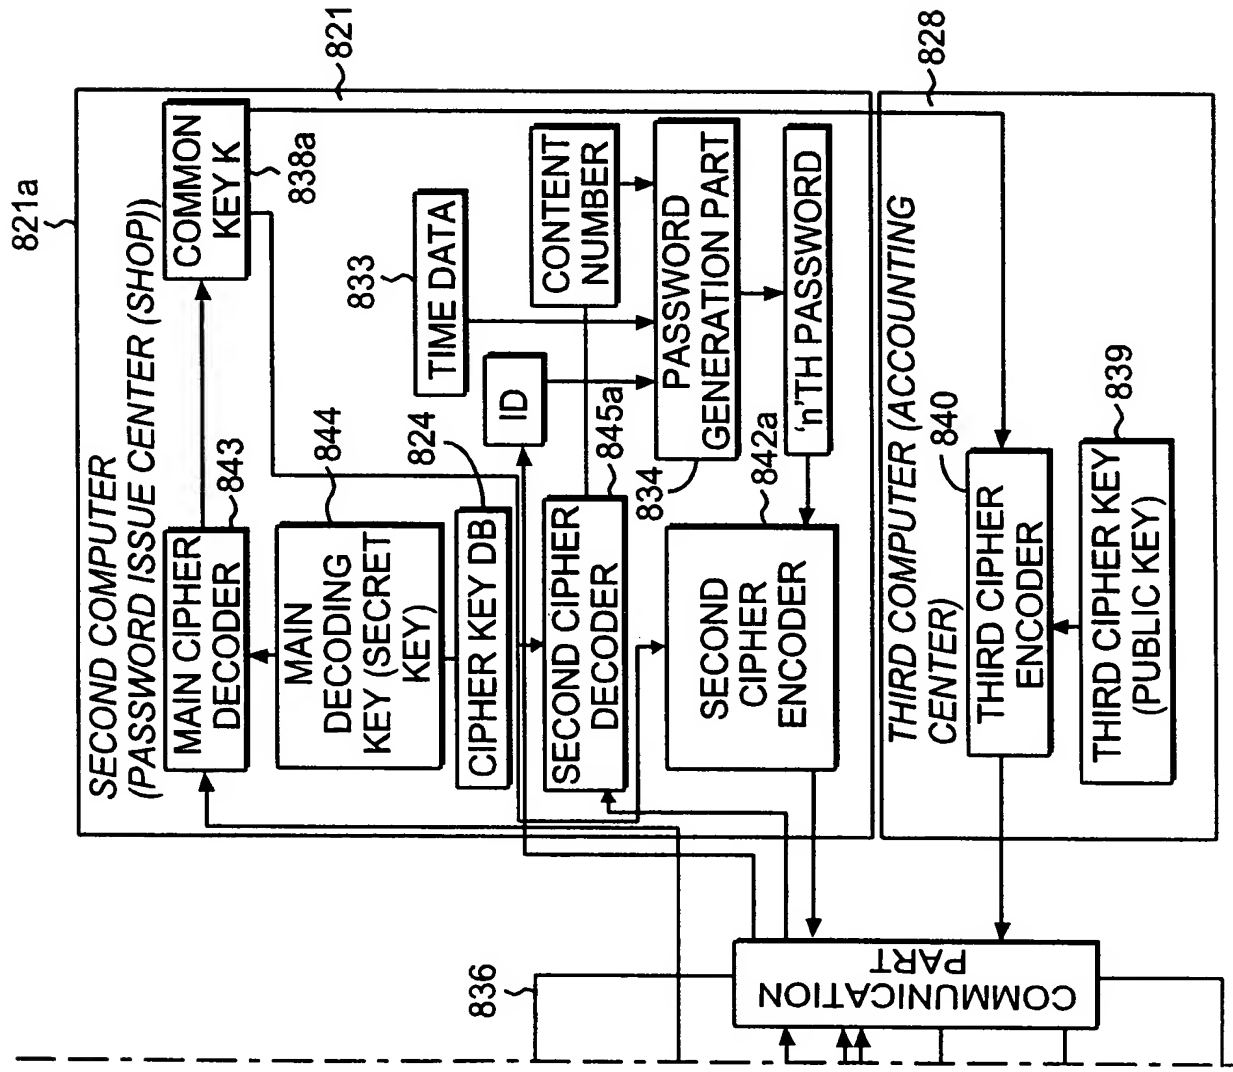 821a
821
SECOND COMPUTER
(PASSWORD ISSUE CENTER (SHOP))
MAIN CIPHER
DECODER
843
COMMON
KEY K
838a
MAIN
DECODING
KEY (SECRET
KEY)
844
CIPHER KEY DB
824
ID
TIME DATA
833
SECOND CIPHER
DECODER
845a
CONTENT
NUMBER
PASSWORD
GENERATION PART
834
SECOND
CIPHER
ENCODER
842a
'n'TH PASSWORD
828
THIRD COMPUTER (ACCOUNTING
CENTER)
THIRD CIPHER
ENCODER
840
THIRD CIPHER KEY
(PUBLIC KEY)
839
836
COMMUNICATION
PART